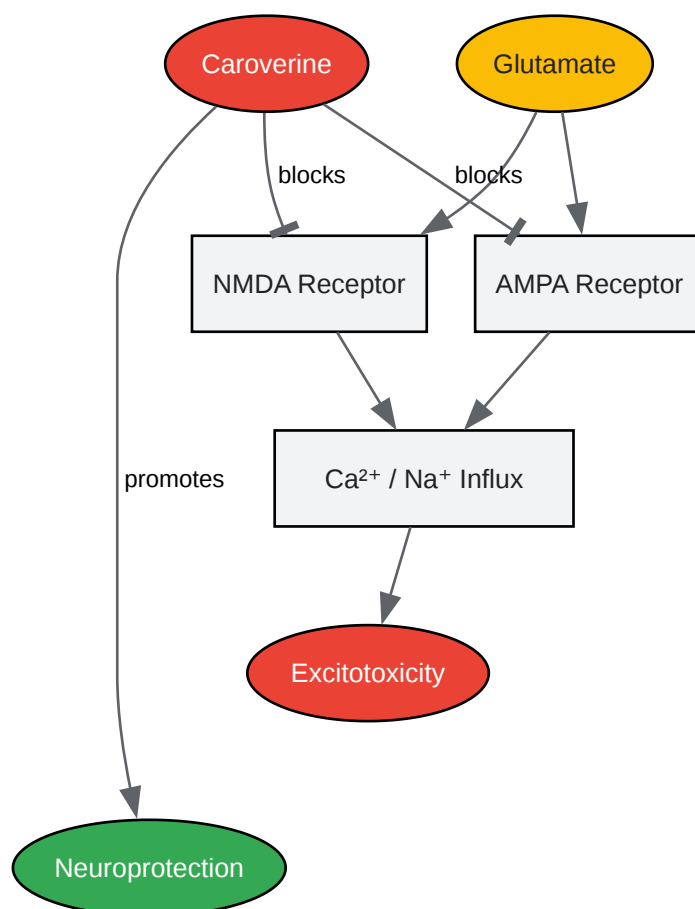 Caroverine
Glutamate
blocks
blocks
NMDA Receptor
AMPA Receptor
promotes
Ca²⁺ / Na⁺ Influx
Excitotoxicity
Neuroprotection